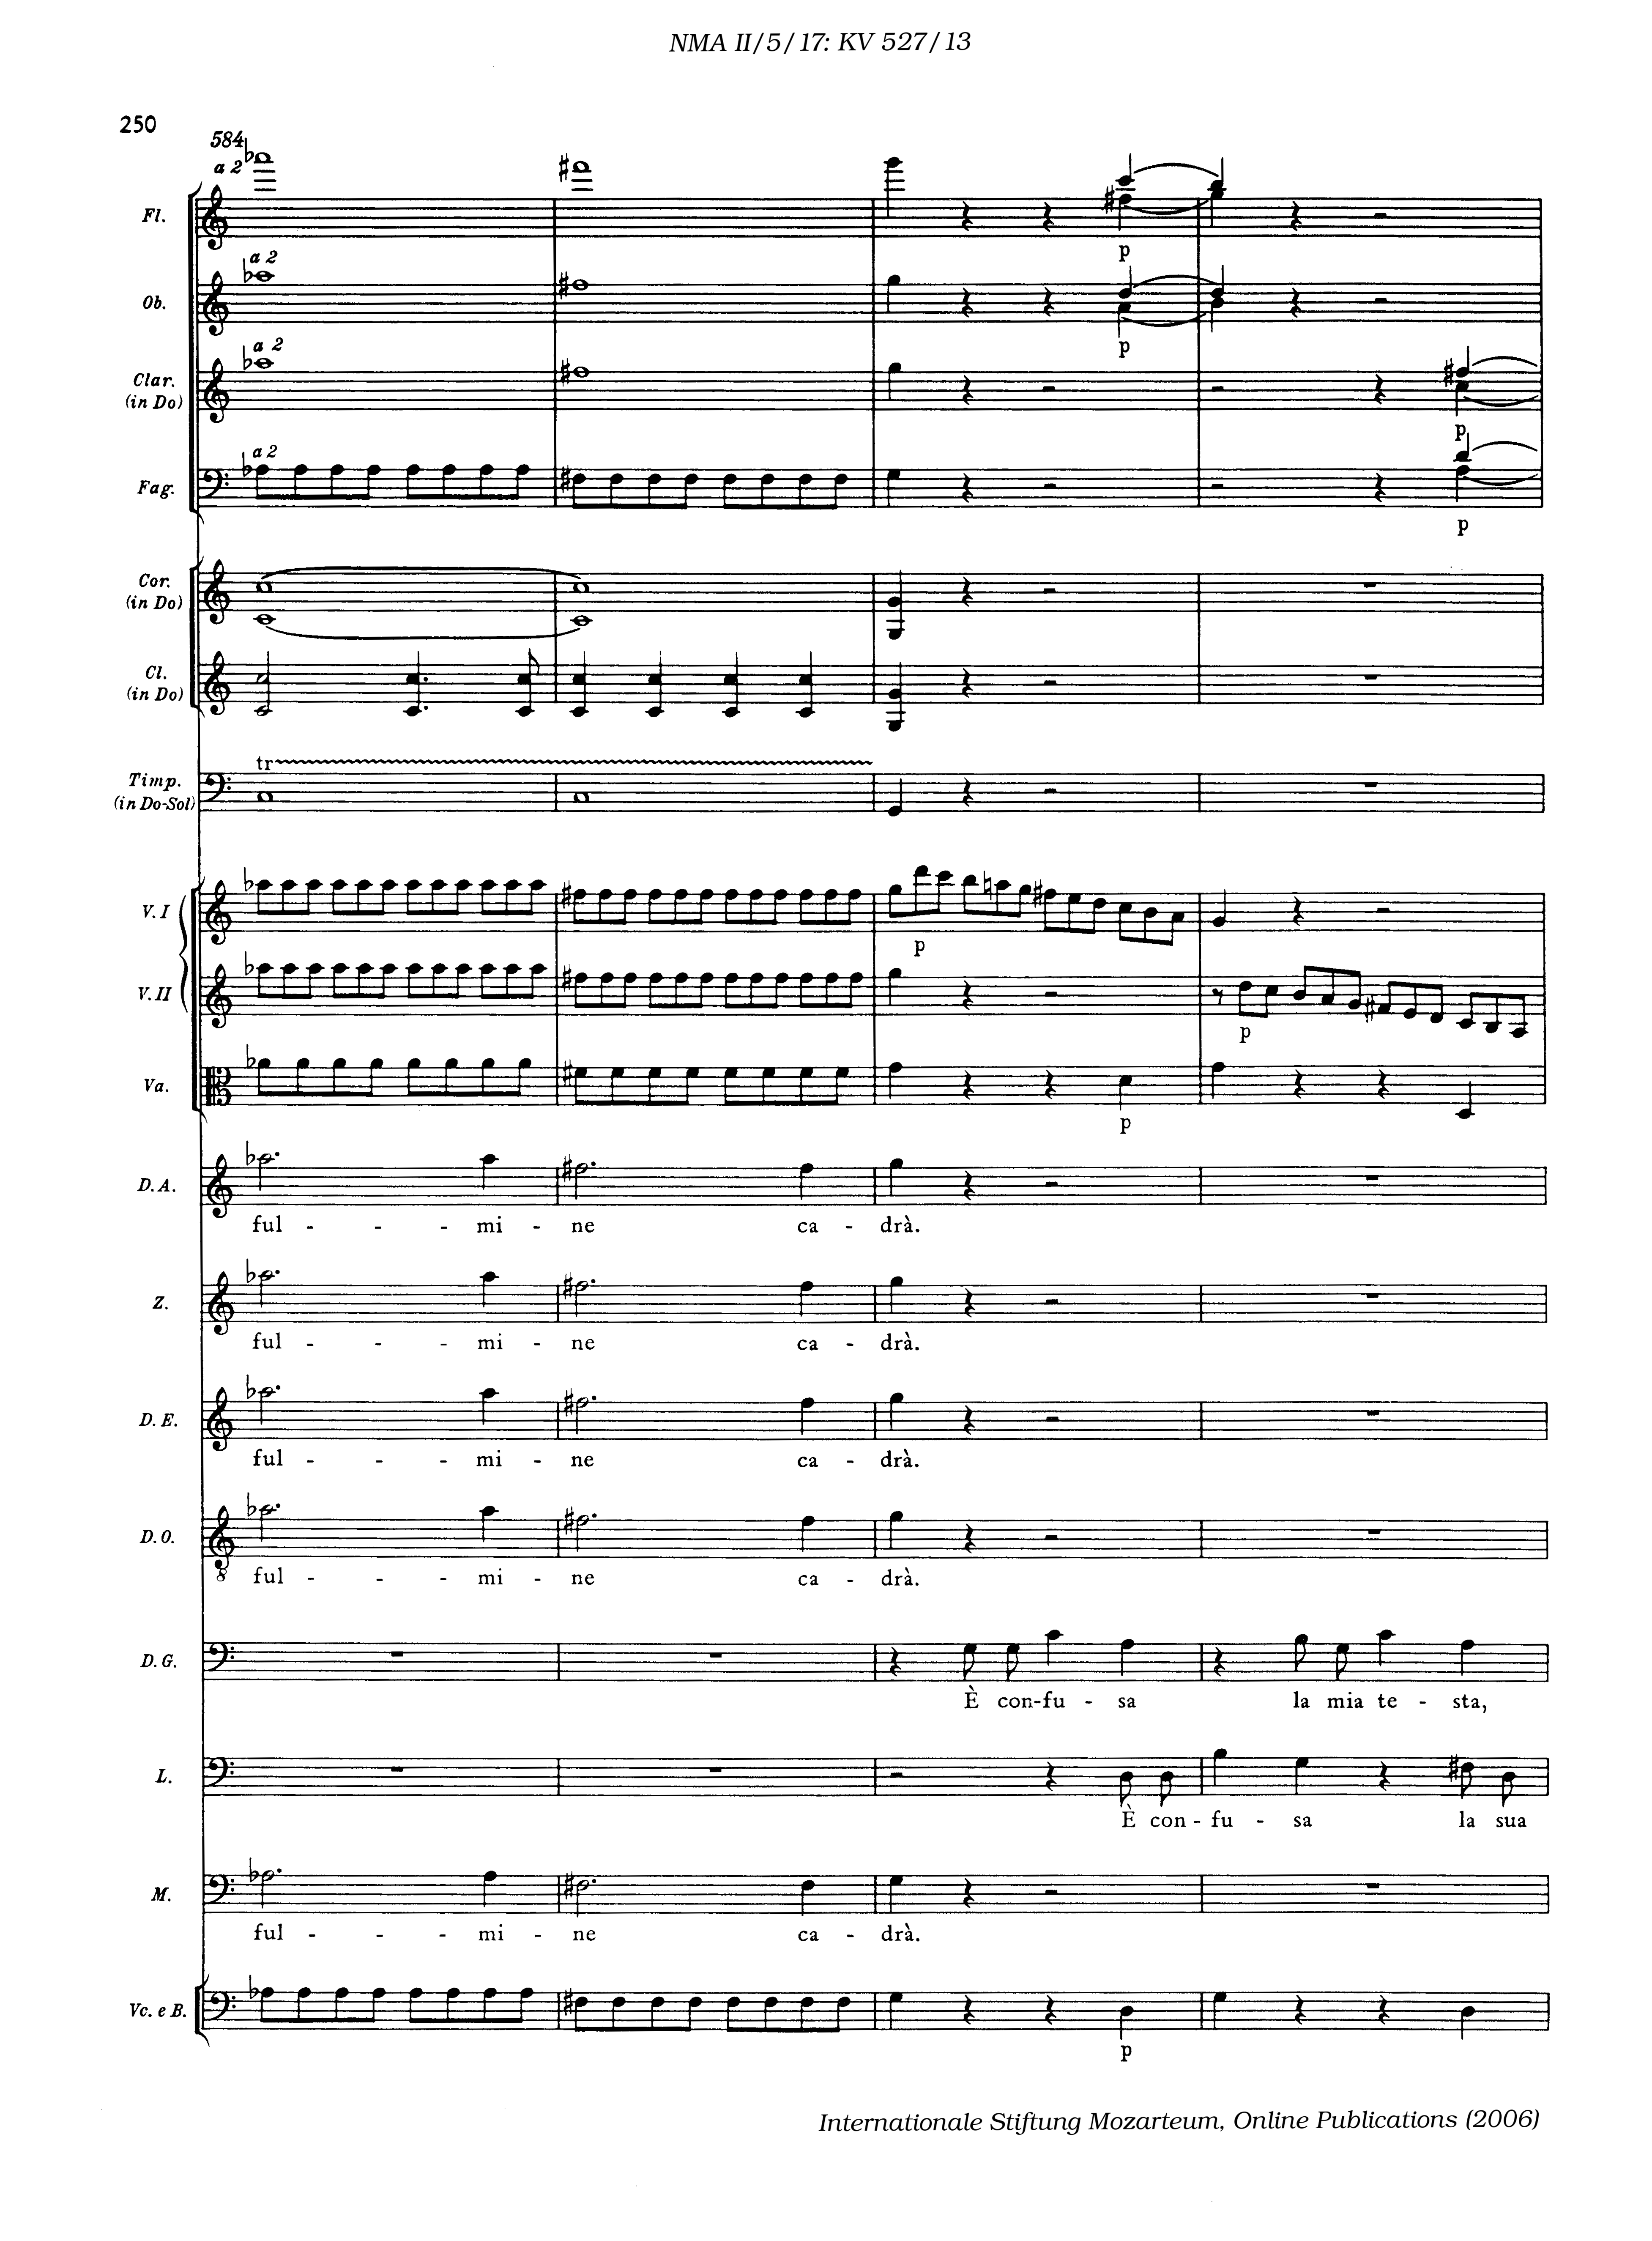 NMA II/5/17: KV 527/13
250
584
a 2
Fl.
p
a 2
Ob.
p
a 2
Clar.
(in Do)
p
a 2
Fag.
p
Cor.
(in Do)
Cl.
(in Do)
tr
Timp.
(in Do-Sol)
V. I
p
V. II
p
Va.
p
D. A.
ful - - - mi - ne ca - drà.
Z.
ful - - - mi - ne ca - drà.
D. E.
ful - - - mi - ne ca - drà.
D. O.
8
ful - - - mi - ne ca - drà.
D. G.
È con-fu - sa la mia te - sta,
L.
È con - fu - sa la sua
M.
ful - - - mi - ne ca - drà.
Vc. e B.
p
Internationale Stiftung Mozarteum, Online Publications (2006)